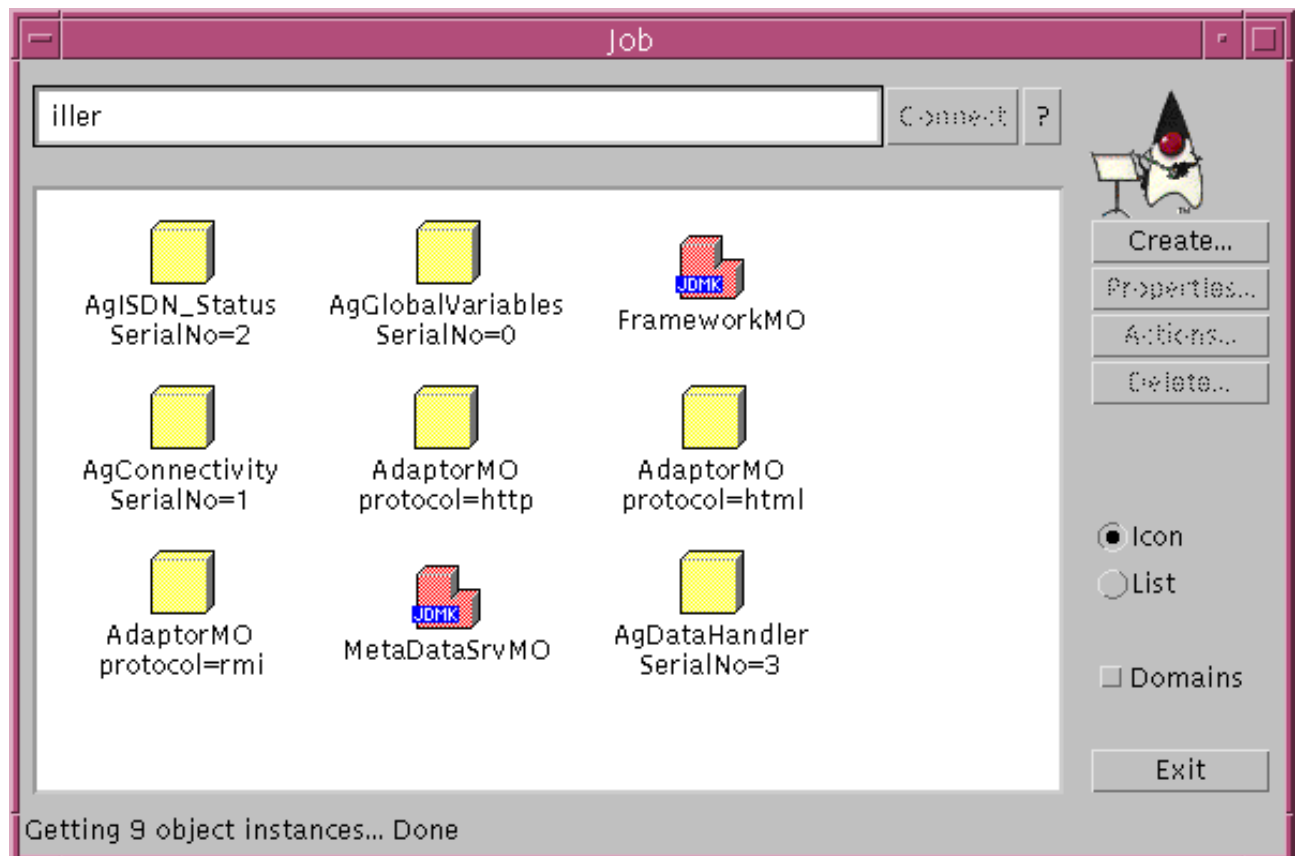 Job
iller Connect ?
TM
Create...
Properties...
Actions...
Delete...
AgISDN_Status AgGlobalVariables JDMK
SerialNo=2 SerialNo=0 FrameworkMO
AgConnectivity AdaptorMO AdaptorMO
SerialNo=1 protocol=http protocol=html
AdaptorMO JDMK AgDataHandler
protocol=rmi MetaDataSrvMO SerialNo=3
Icon
List
Domains
Exit
Getting 9 object instances... Done